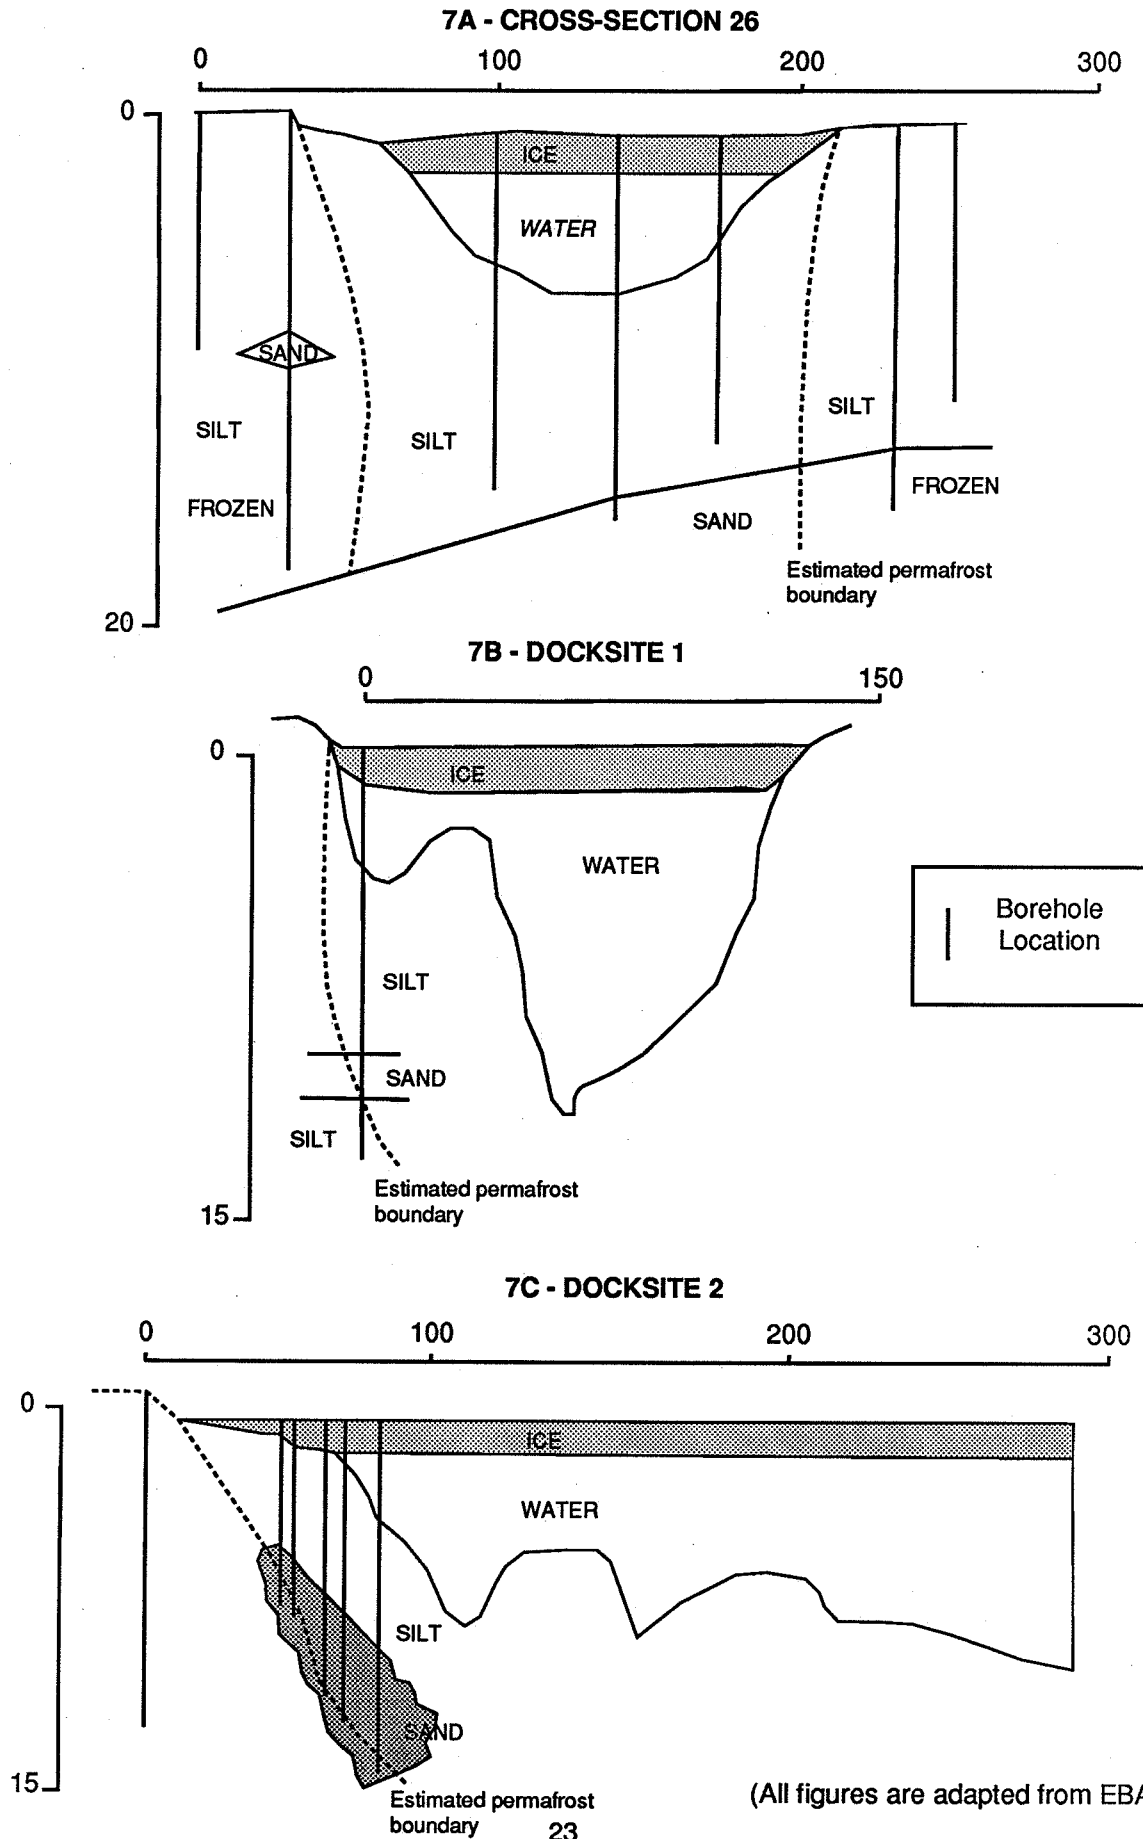 7A - CROSS-SECTION 26
0 100 200 300
0
ICE
WATER
SAND
SILT
SILT
SILT
FROZEN
FROZEN
SAND
Estimated permafrost
boundary
20
7B - DOCKSITE 1
0 150
0
ICE
WATER
Borehole
Location
SILT
SAND
SILT
Estimated permafrost
boundary
15
7C - DOCKSITE 2
0 100 200 300
0
ICE
WATER
SILT
SAND
15
Estimated permafrost
boundary
(All figures are adapted from EBA
23